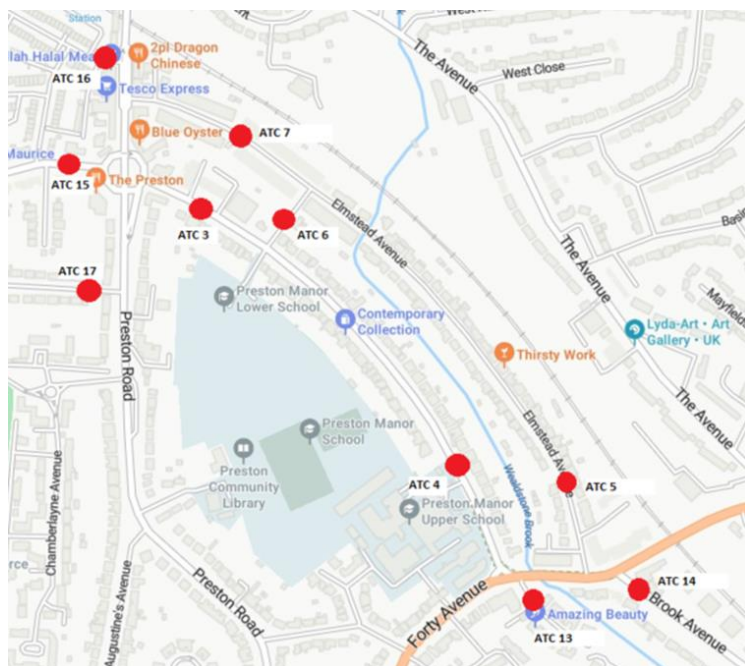 Station
lah Halal Mea
ATC 16
2pl Dragon
Chinese
Tesco Express
Blue Oyster
ATC 7
Maurice
ATC 15
The Preston
ATC 3
ATC 6
Elmstead Avenue
The Avenue
West Close
The Avenue
ATC 17
Preston Manor
Lower School
Contemporary
Collection
Preston Road
Thirsty Work
Lyda-Art • Art
Gallery • UK
Mayfield
The Avenue
Preston Manor
School
Preston
Community
Library
Chamberlayne Avenue
ATC 4
Preston Manor
Upper School
Wealdstone Brook
Elmstead Avenue
ATC 5
Preston Road
Augustine's Avenue
Forty Avenue
ATC 14
Brook Avenue
Amazing Beauty
ATC 13